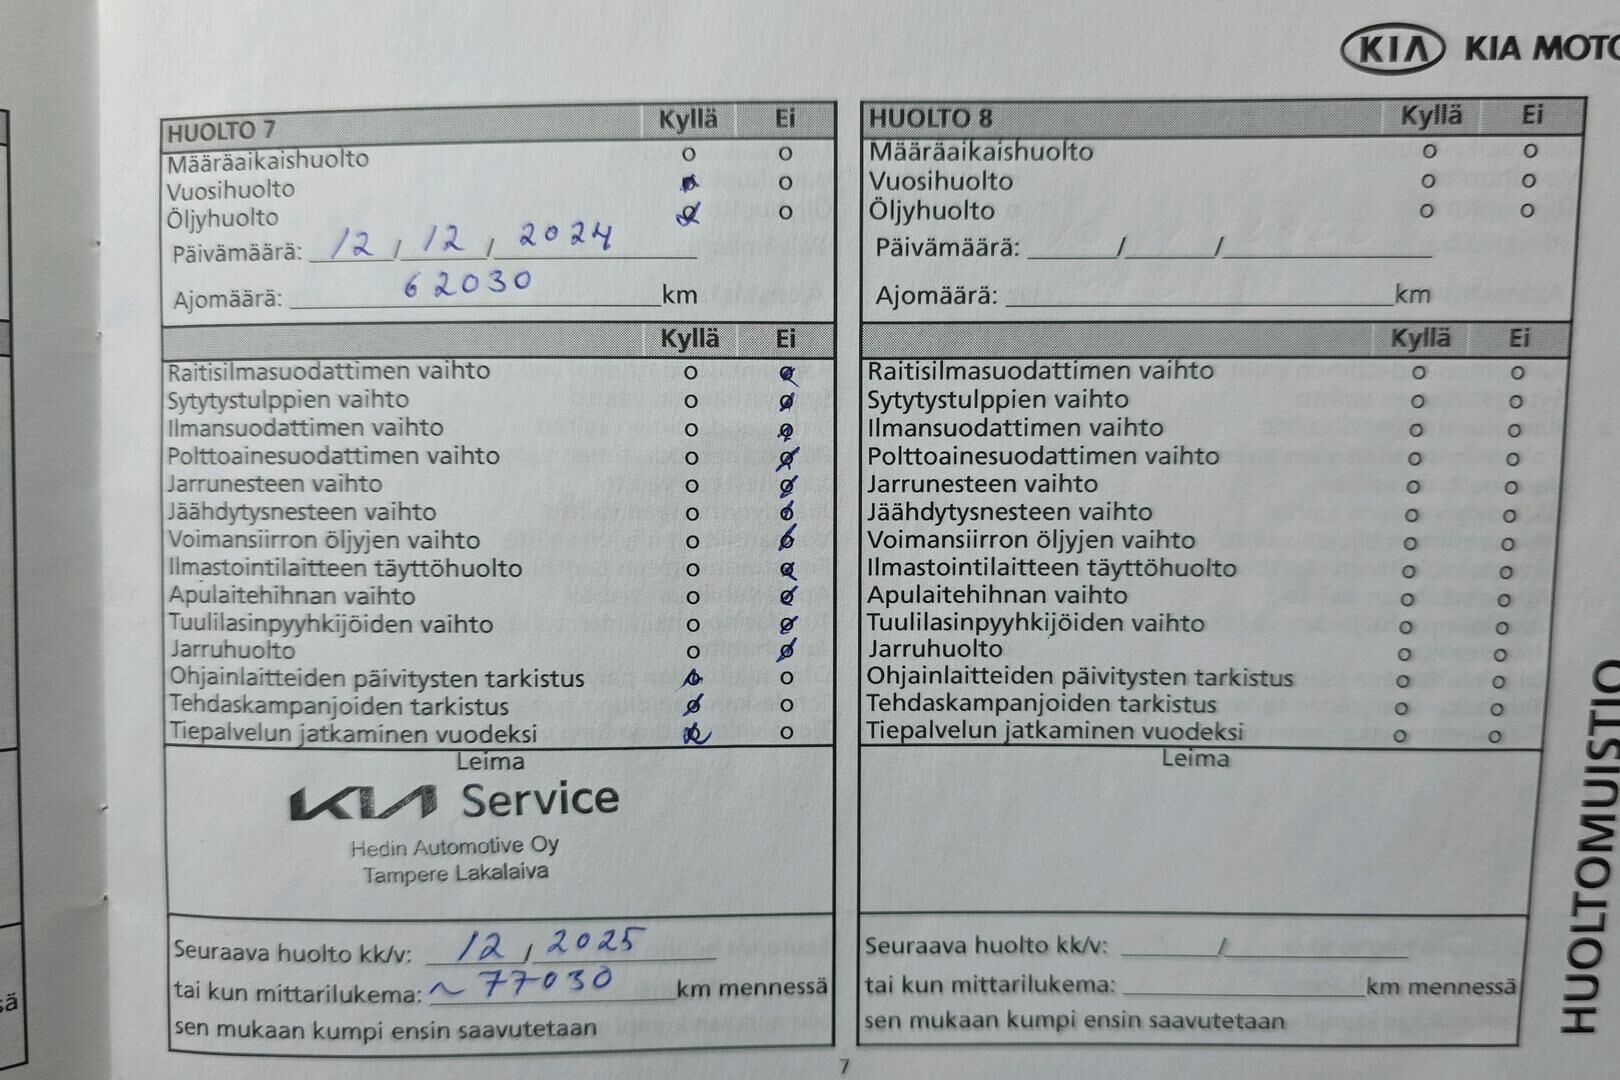 KIA KIA MOTO
HUOLTO 7 Kyllä Ei
Määräaikaishuolto o o
Vuosihuolto o o
Öljyhuolto o o
Päivämäärä: 12 / 12 / 2024
Ajomäärä: 62030 km
Kyllä Ei
Raitisilmasuodattimen vaihto o o
Sytytystulppien vaihto o o
Ilmansuodattimen vaihto o o
Polttoainesuodattimen vaihto o o
Jarrunesteen vaihto o o
Jäähdytysnesteen vaihto o o
Voimansiirron öljyjen vaihto o o
Ilmastointilaitteen täyttöhuolto o o
Apulaitehihnan vaihto o o
Tuulilasinpyyhkijöiden vaihto o o
Jarruhuolto o o
Ohjainlaitteiden päivitysten tarkistus o o
Tehdaskampanjoiden tarkistus o o
Tiepalvelun jatkaminen vuodeksi o o
Leima
KIA Service
Hedin Automotive Oy
Tampere Lakalaiva
Seuraava huolto kk/v: 12 / 2025
tai kun mittarilukema: ~ 77030 km mennessä
sen mukaan kumpi ensin saavutetaan
HUOLTO 8 Kyllä Ei
Määräaikaishuolto o o
Vuosihuolto o o
Öljyhuolto o o
Päivämäärä: / /
Ajomäärä: km
Kyllä Ei
Raitisilmasuodattimen vaihto o o
Sytytystulppien vaihto o o
Ilmansuodattimen vaihto o o
Polttoainesuodattimen vaihto o o
Jarrunesteen vaihto o o
Jäähdytysnesteen vaihto o o
Voimansiirron öljyjen vaihto o o
Ilmastointilaitteen täyttöhuolto o o
Apulaitehihnan vaihto o o
Tuulilasinpyyhkijöiden vaihto o o
Jarruhuolto o o
Ohjainlaitteiden päivitysten tarkistus o o
Tehdaskampanjoiden tarkistus o o
Tiepalvelun jatkaminen vuodeksi o o
Leima
Seuraava huolto kk/v: /
tai kun mittarilukema: km mennessä
sen mukaan kumpi ensin saavutetaan
HUOLTOMUISTIO
7